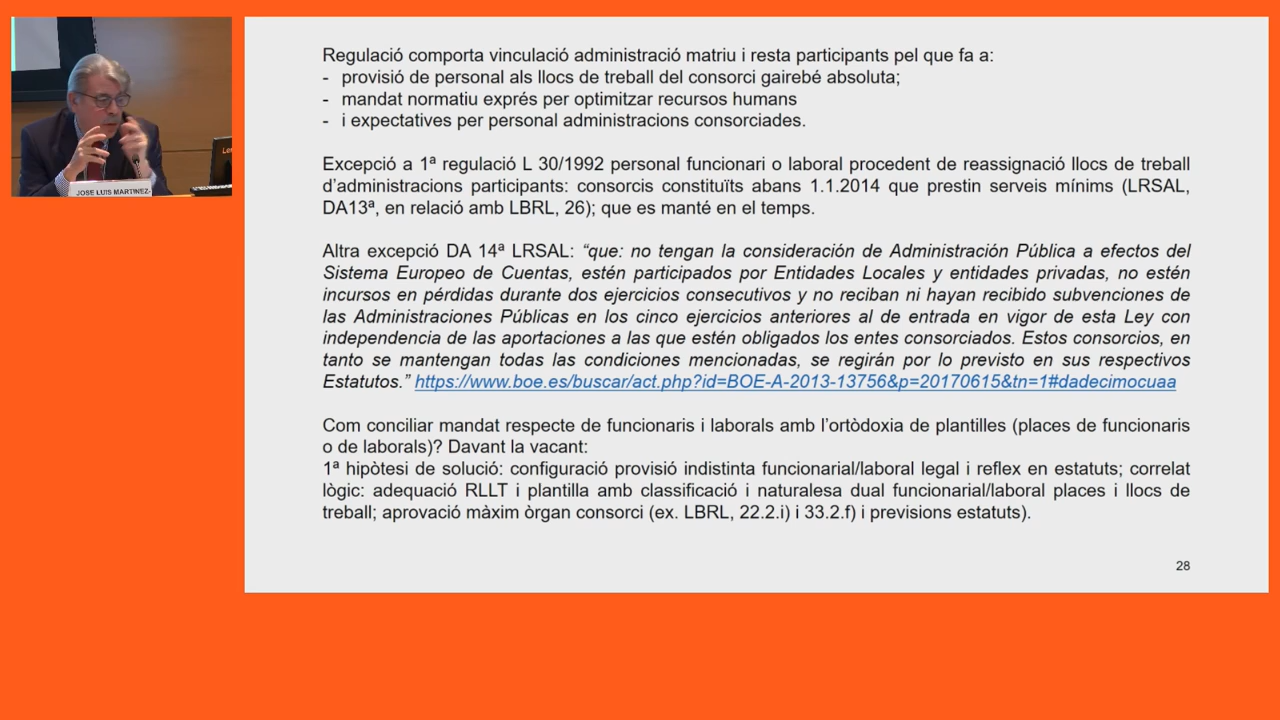 JOSE LUIS MARTINEZ-
Regulació comporta vinculació administració matriu i resta participants pel que fa a:
- provisió de personal als llocs de treball del consorci gairebé absoluta;
- mandat normatiu exprés per optimitzar recursos humans
- i expectatives per personal administracions consorciades.
Excepció a 1ª regulació L 30/1992 personal funcionari o laboral procedent de reassignació llocs de treball
d'administracions participants: consorcis constituïts abans 1.1.2014 que prestin serveis mínims (LRSAL,
DA13ª, en relació amb LBRL, 26); que es manté en el temps.
Altra excepció DA 14ª LRSAL: “que: no tengan la consideración de Administración Pública a efectos del
Sistema Europeo de Cuentas, estén participados por Entidades Locales y entidades privadas, no estén
incursos en pérdidas durante dos ejercicios consecutivos y no reciban ni hayan recibido subvenciones de
las Administraciones Públicas en los cinco ejercicios anteriores al de entrada en vigor de esta Ley con
independencia de las aportaciones a las que estén obligados los entes consorciados. Estos consorcios, en
tanto se mantengan todas las condiciones mencionadas, se regirán por lo previsto en sus respectivos
Estatutos.” https://www.boe.es/buscar/act.php?id=BOE-A-2013-13756&p=20170615&tn=1#dadecimocuaa
Com conciliar mandat respecte de funcionaris i laborals amb l'ortòdoxia de plantilles (places de funcionaris
o de laborals)? Davant la vacant:
1ª hipòtesi de solució: configuració provisió indistinta funcionarial/laboral legal i reflex en estatuts; correlat
lògic: adequació RLLT i plantilla amb classificació i naturalesa dual funcionarial/laboral places i llocs de
treball; aprovació màxim òrgan consorci (ex. LBRL, 22.2.i) i 33.2.f) i previsions estatuts).
28